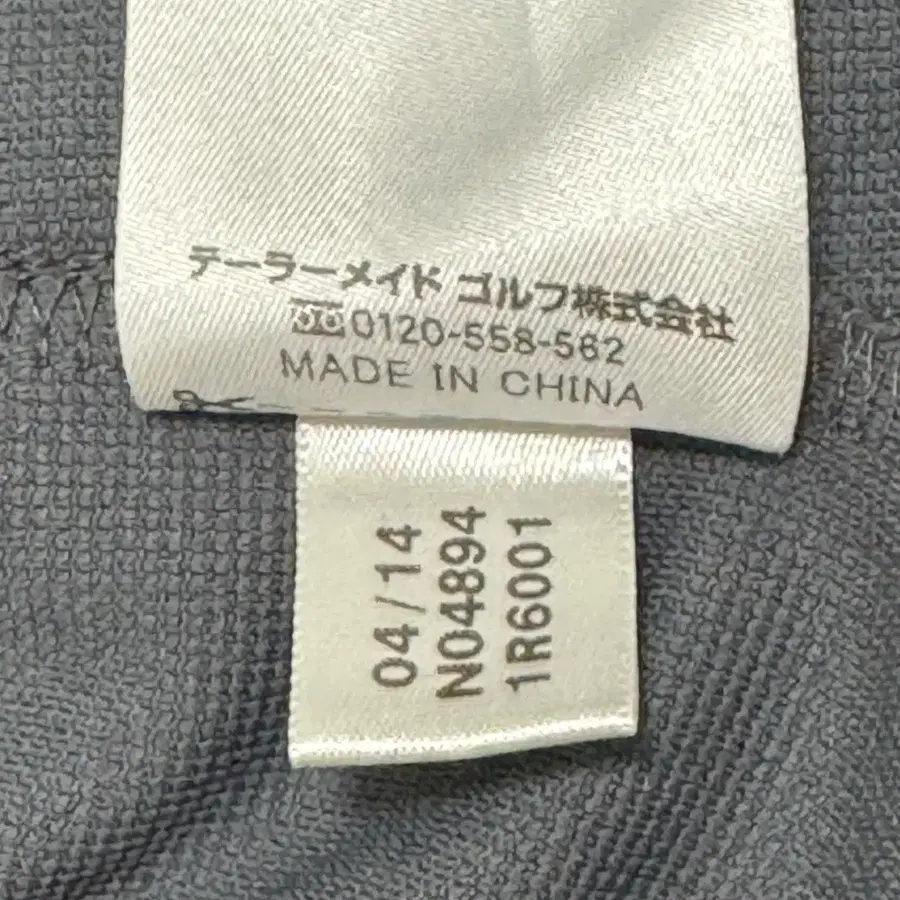 テーラーメイド ゴルフ株式会社
0120-558-562
MADE IN CHINA
04/14
N04894
1R6001